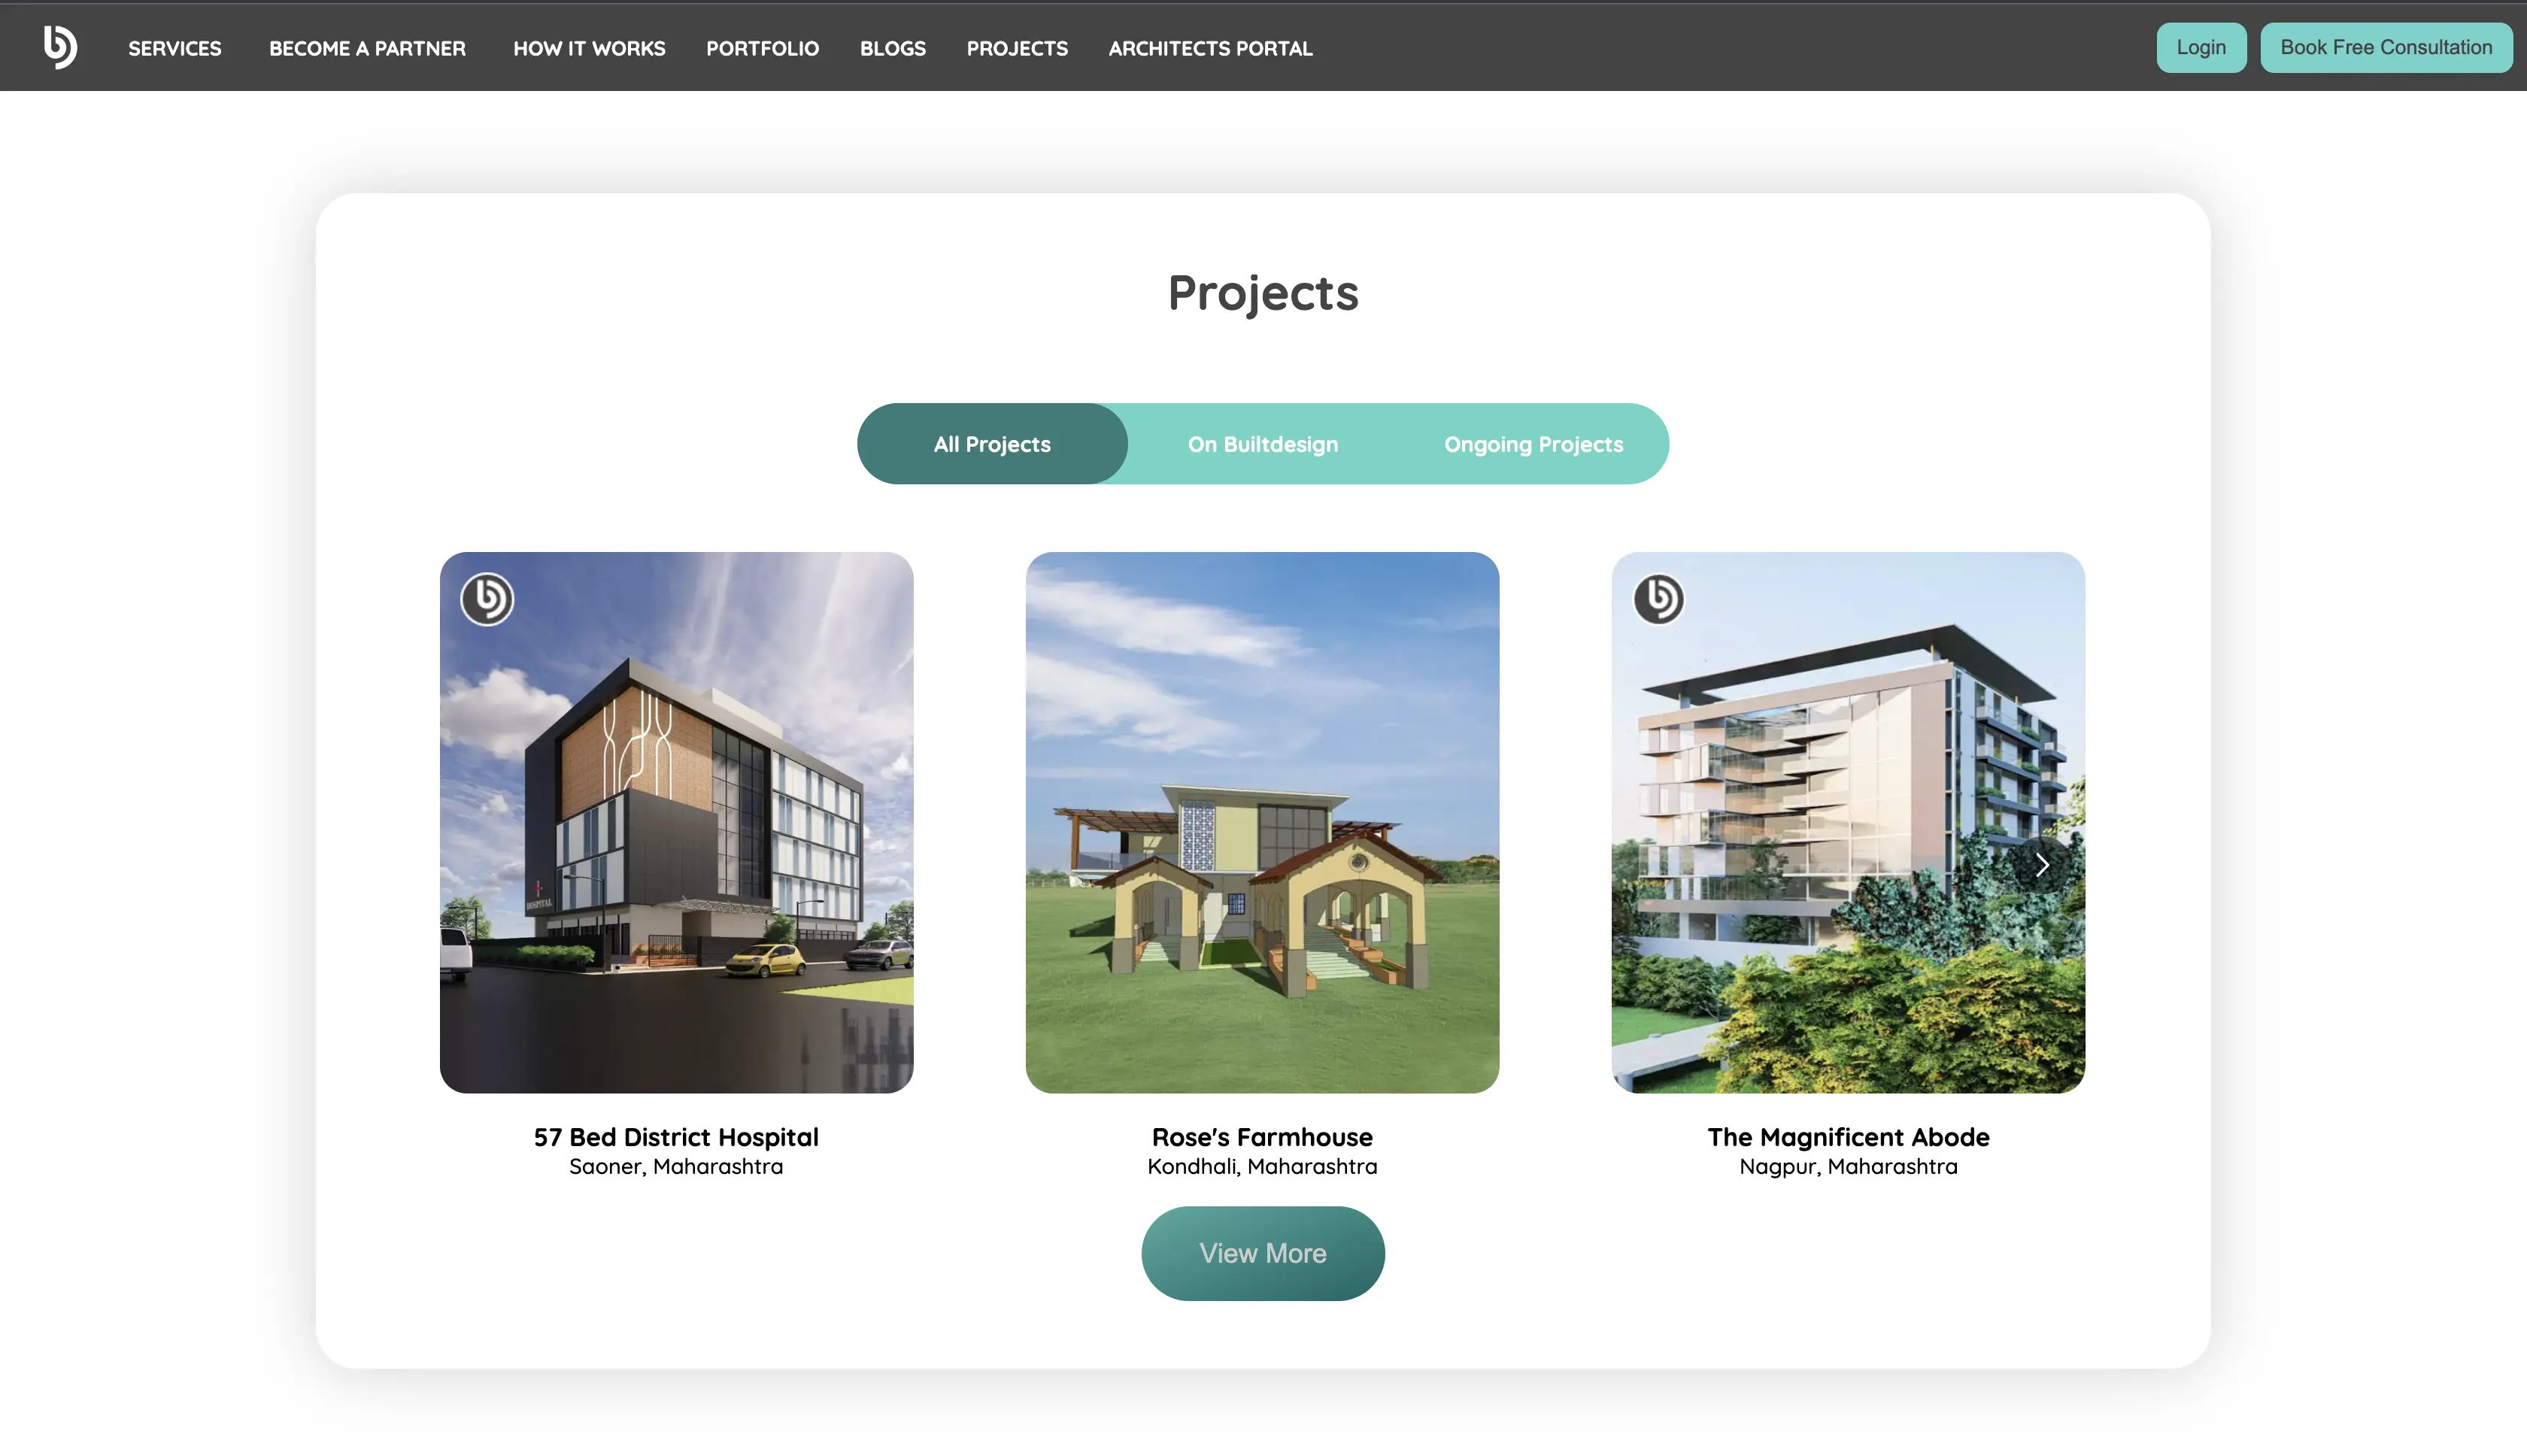 SERVICES
BECOME A PARTNER
HOW IT WORKS
PORTFOLIO
BLOGS
PROJECTS
ARCHITECTS PORTAL
Login
Book Free Consultation
Projects
All Projects
On Builtdesign
Ongoing Projects
HOSPITAL
57 Bed District Hospital
Saoner, Maharashtra
Rose's Farmhouse
Kondhali, Maharashtra
The Magnificent Abode
Nagpur, Maharashtra
View More